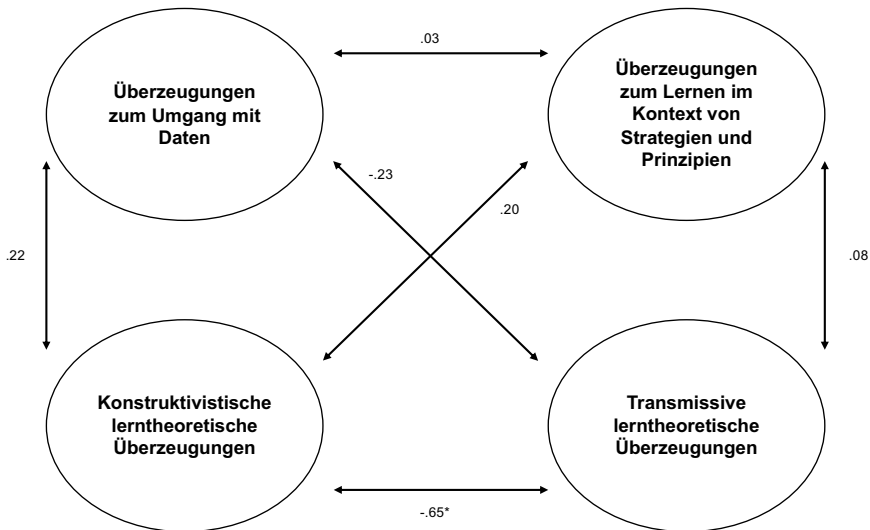 .03
Überzeugungen
zum Umgang mit
Daten
Überzeugungen
zum Lernen im
Kontext von
Strategien und
Prinzipien
-.23
.20
.22
.08
Konstruktivistische
lerntheoretische
Überzeugungen
Transmissive
lerntheoretische
Überzeugungen
-.65*